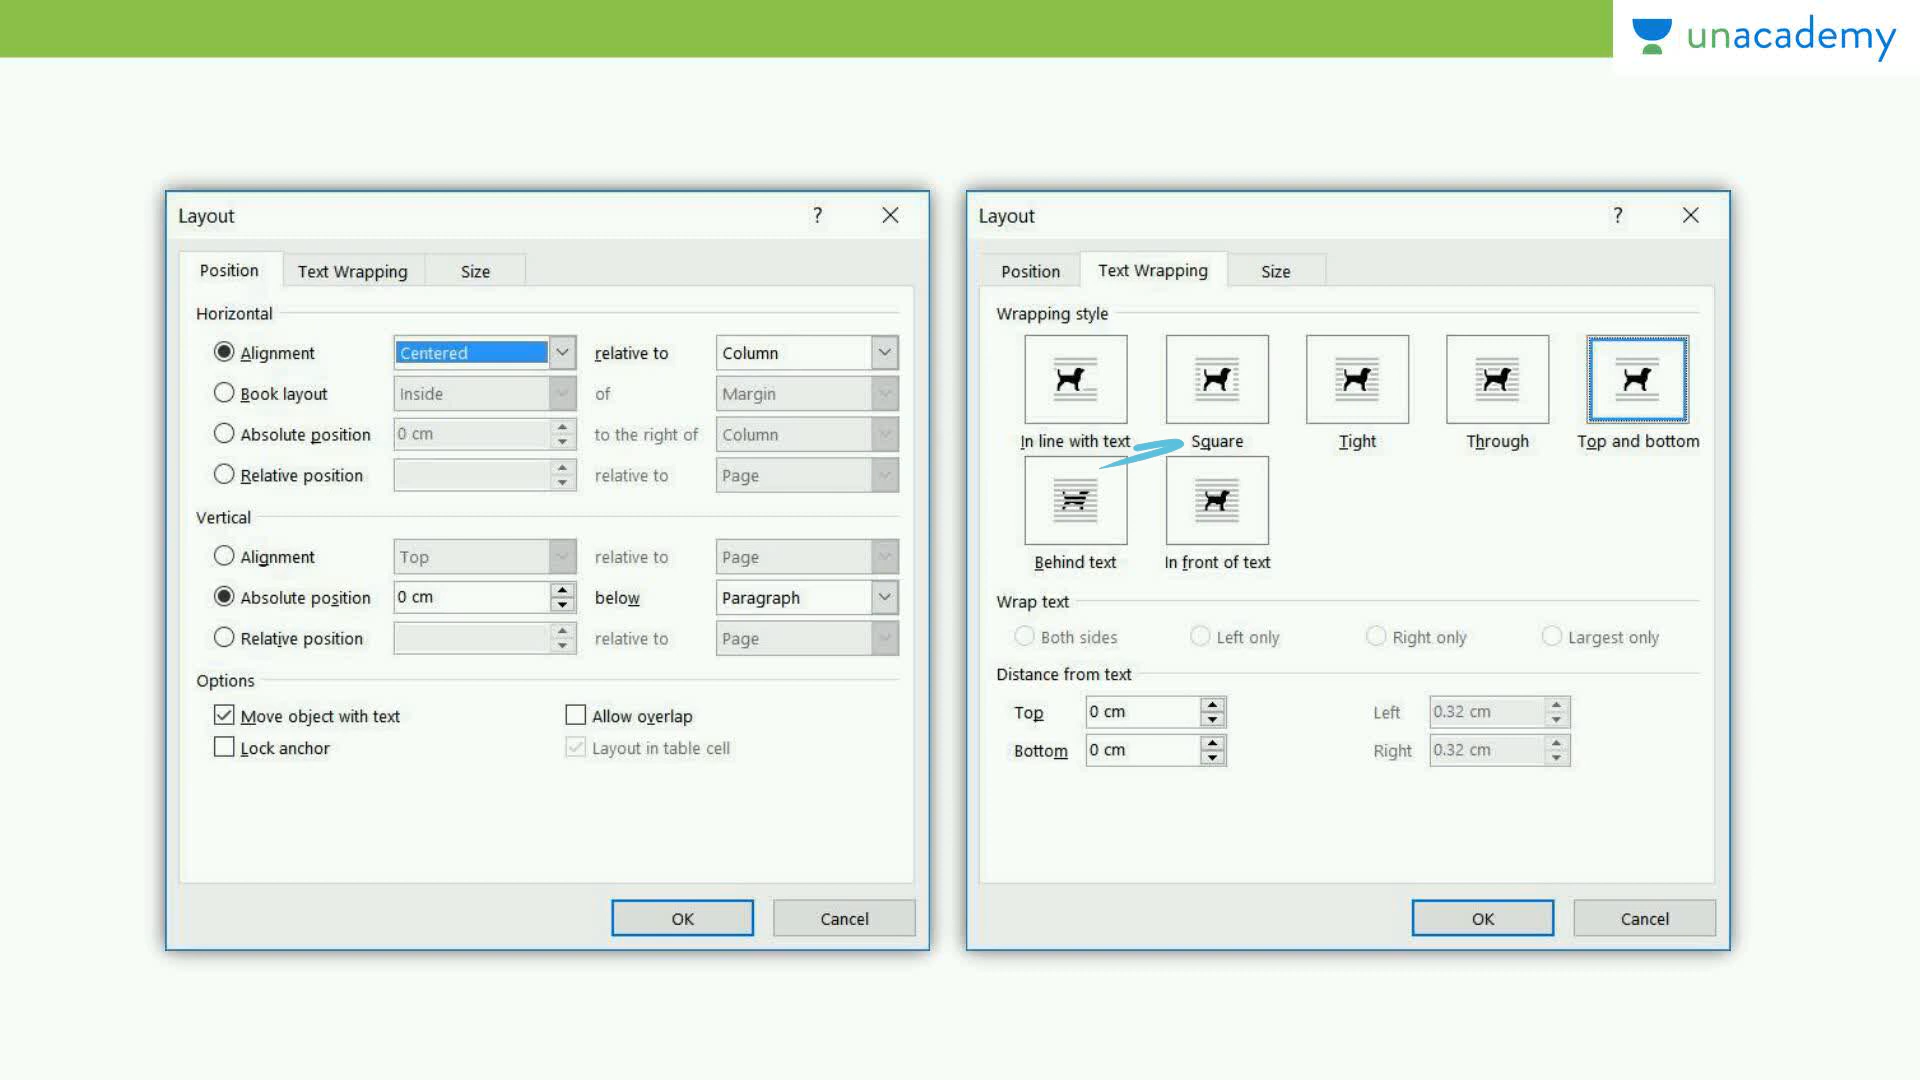 unacademy
Layout ?
Position Text Wrapping Size
Horizontal
Alignment Centered relative to Column
Book layout Inside of Margin
Absolute position 0 cm to the right of Column
Relative position relative to Page
Vertical
Alignment Top relative to Page
Absolute position 0 cm below Paragraph
Relative position relative to Page
Options
Move object with text Allow overlap
Lock anchor Layout in table cell
OK Cancel
Layout ?
Position Text Wrapping Size
Wrapping style
In line with text Square Tight Through Top and bottom
Behind text In front of text
Wrap text
Both sides Left only Right only Largest only
Distance from text
Top 0 cm Left 0.32 cm
Bottom 0 cm Right 0.32 cm
OK Cancel